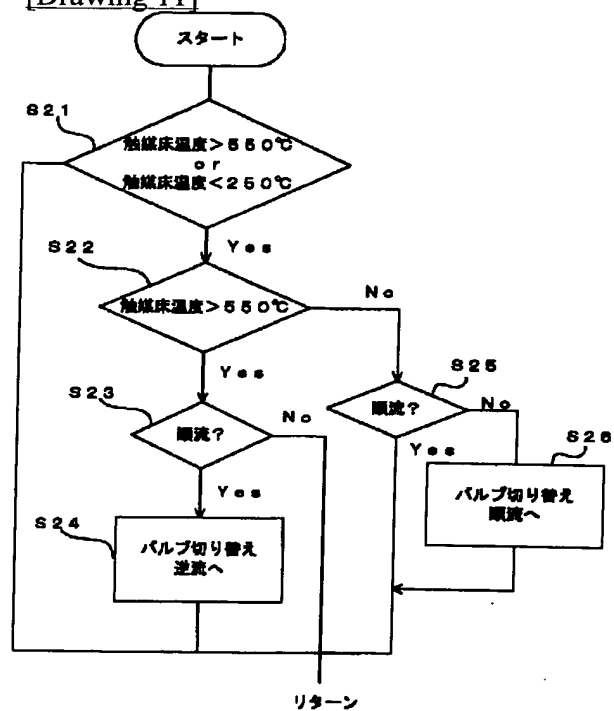 [Drawing 11]
スタート
S21
触媒床温度>550℃
or
触媒床温度<250℃
Yes
S22
触媒床温度>550℃
No
Yes
S25
S23
順流?
No
順流?
No
Yes
S26
Yes
バルブ切り替え
順流へ
S24
バルブ切り替え
逆流へ
リターン